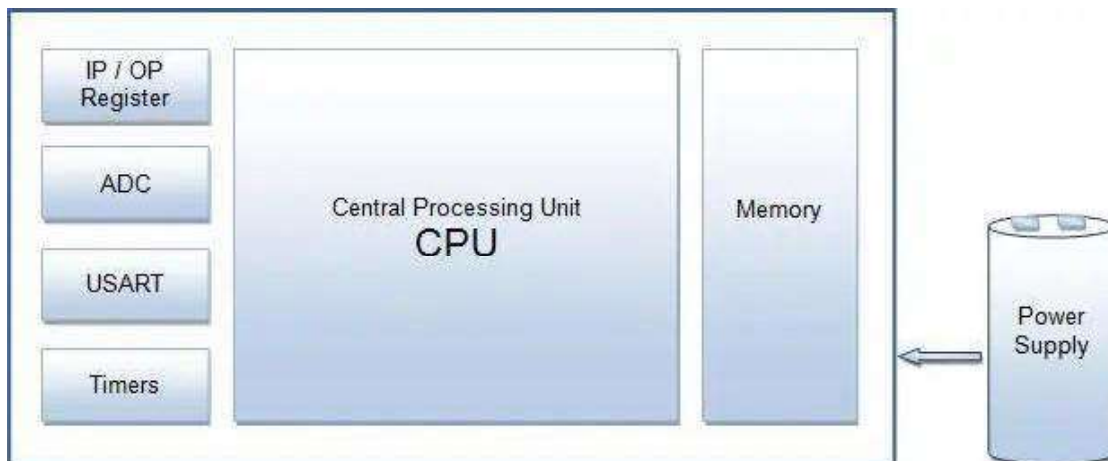 IP / OP
Register
ADC
USART
Timers
Central Processing Unit
CPU
Memory
Power
Supply